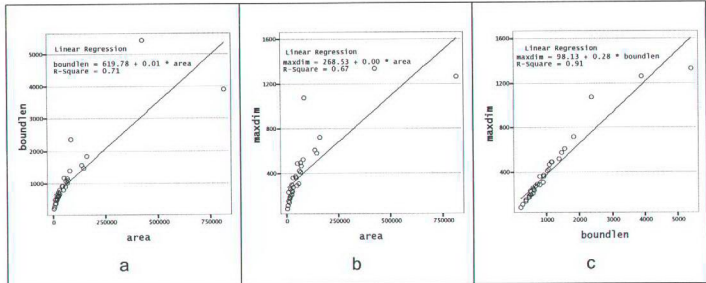 Linear Regression
boundlen = 619.78 + 0.01 * area
R-Square = 0.71
5000
4000
3000
2000
1000
boundlen
0
250000
500000
750000
area
a
Linear Regression
maxdim = 268.53 + 0.00 * area
R-Square = 0.67
1600
1200
800
400
maxdim
0
250000
500000
750000
area
b
Linear Regression
maxdim = 98.13 + 0.28 * boundlen
R-Square = 0.91
1600
1200
800
400
maxdim
1000
2000
3000
4000
5000
boundlen
c